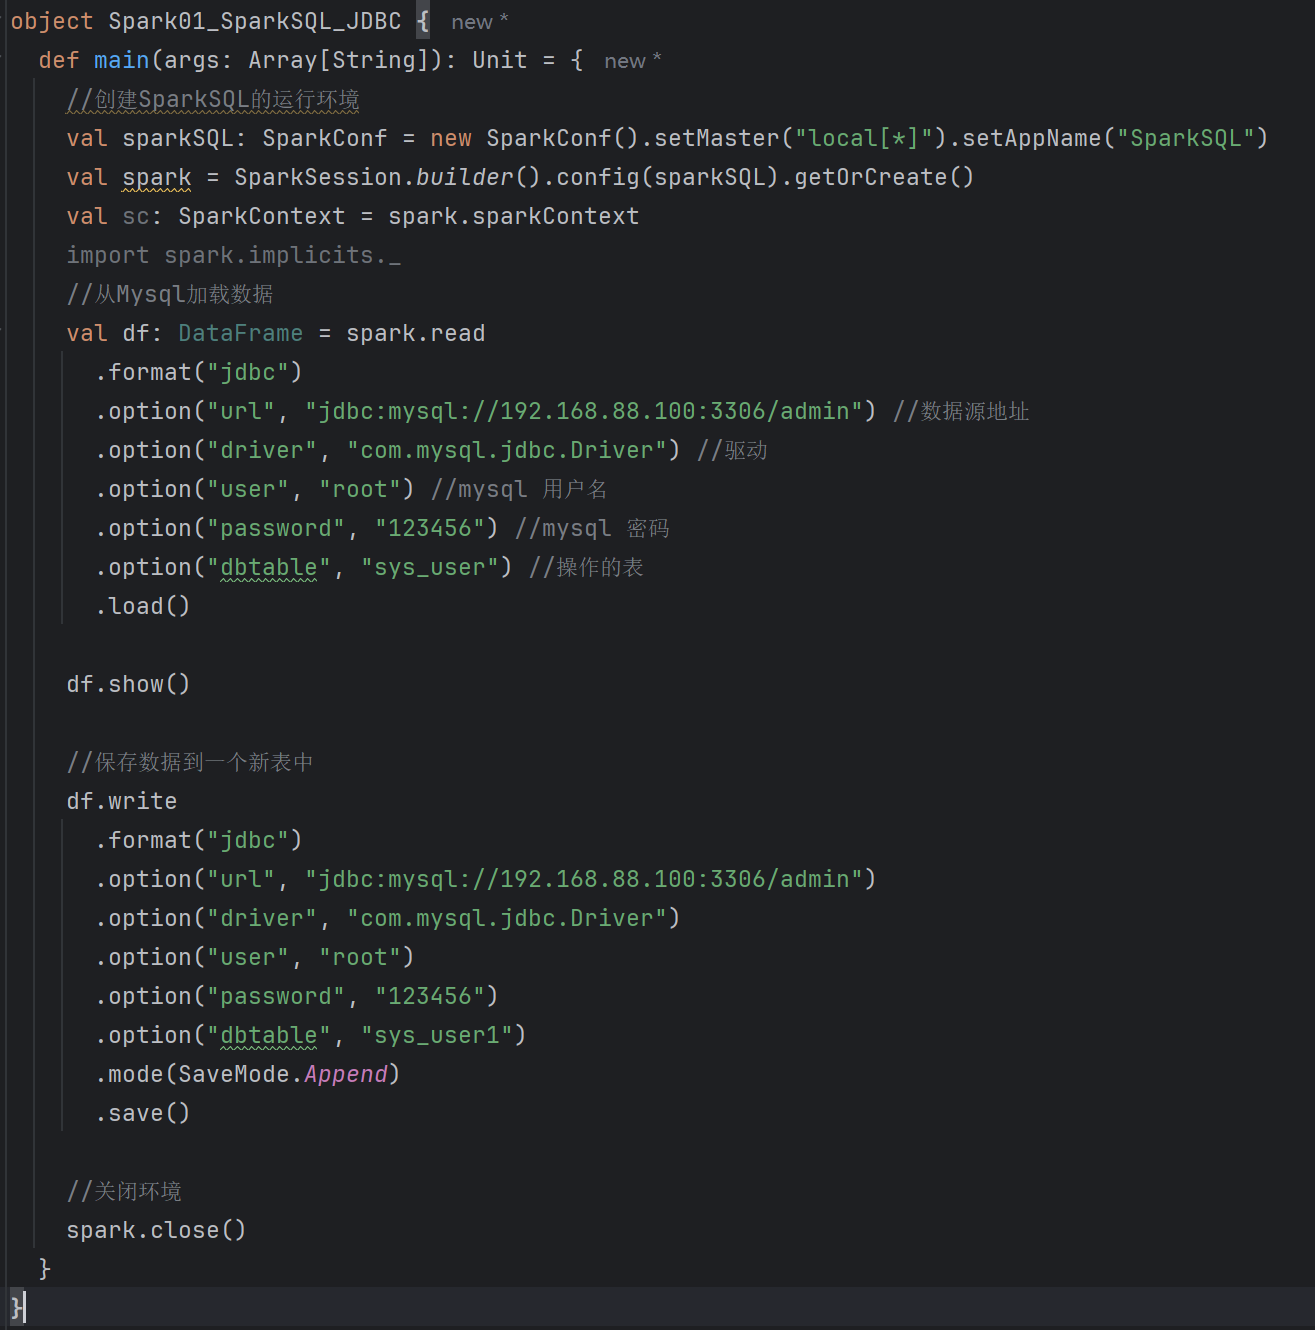 object Spark01_SparkSQL_JDBC { new *
def main(args: Array[String]): Unit = { new *
//创建SparkSQL的运行环境
val sparkSQL: SparkConf = new SparkConf().setMaster("local[*]").setAppName("SparkSQL")
val spark = SparkSession.builder().config(sparkSQL).getOrCreate()
val sc: SparkContext = spark.sparkContext
import spark.implicits._
//从Mysql加载数据
val df: DataFrame = spark.read
.format("jdbc")
.option("url", "jdbc:mysql://192.168.88.100:3306/admin") //数据源地址
.option("driver", "com.mysql.jdbc.Driver") //驱动
.option("user", "root") //mysql 用户名
.option("password", "123456") //mysql 密码
.option("dbtable", "sys_user") //操作的表
.load()
df.show()
//保存数据到一个新表中
df.write
.format("jdbc")
.option("url", "jdbc:mysql://192.168.88.100:3306/admin")
.option("driver", "com.mysql.jdbc.Driver")
.option("user", "root")
.option("password", "123456")
.option("dbtable", "sys_user1")
.mode(SaveMode.Append)
.save()
//关闭环境
spark.close()
}
}